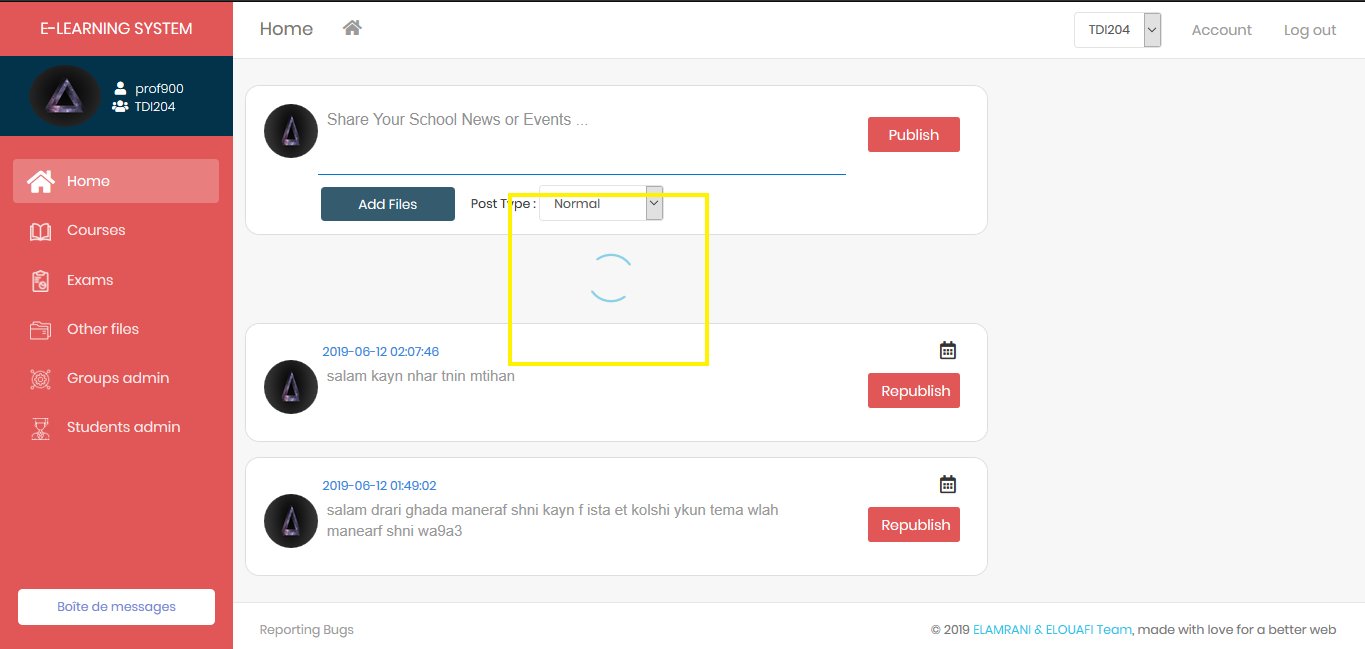 E-LEARNING SYSTEM
Home
TDI204
Account
Log out
prof900
TDI204
Home
Courses
Exams
Other files
Groups admin
Students admin
Boîte de messages
Share Your School News or Events ...
Publish
Add Files
Post Type :
Normal
2019-06-12 02:07:46
salam kayn nhar tnin mtihan
Republish
2019-06-12 01:49:02
salam drari ghada maneraf shni kayn f ista et kolshi ykun tema wlah
manearf shni wa9a3
Republish
Reporting Bugs
© 2019 ELAMRANI & ELOUAFI Team, made with love for a better web